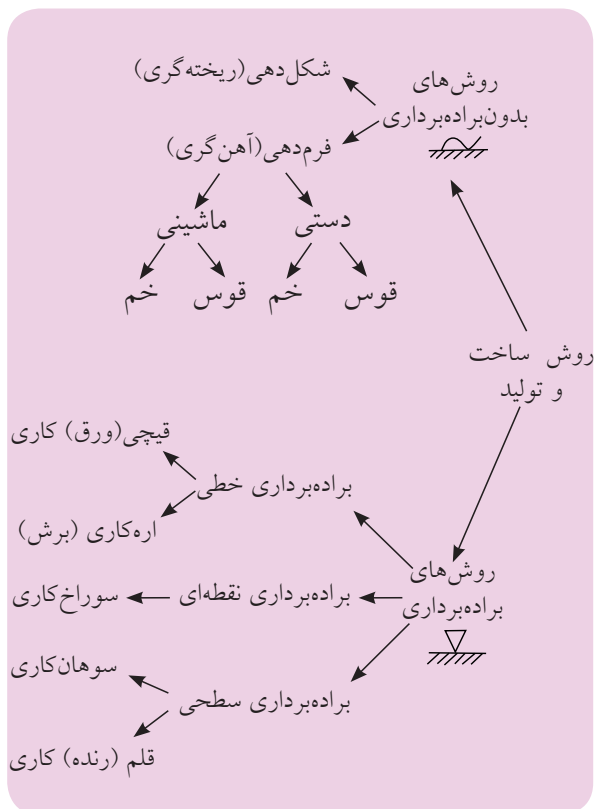 شکل‌دهی(ریخته‌گری)
روش‌های
بدون‌براده‌برداری
فرم‌دهی(آهن‌گری)
دستی
ماشینی
قوس
خم
قوس
خم
روش ساخت
و تولید
قیچی(ورق) کاری
براده‌برداری خطی
اره‌کاری (برش)
روش‌های
براده‌برداری
براده‌برداری نقطه‌ای
سوراخ‌کاری
سوهان‌کاری
براده‌برداری سطحی
قلم (رنده) کاری